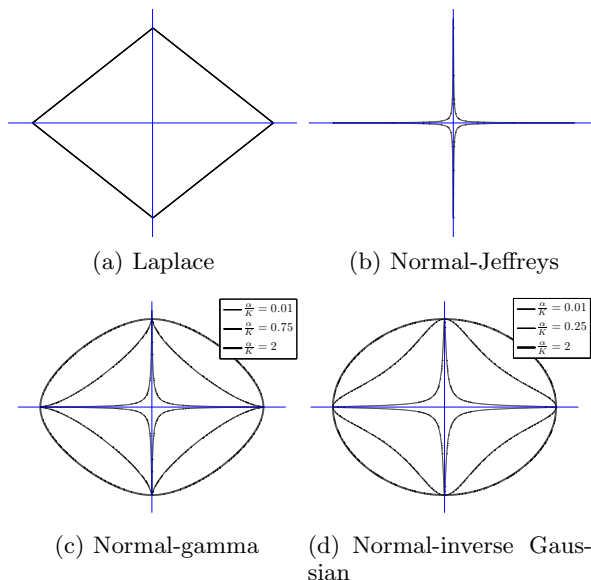 (a) Laplace
(b) Normal-Jeffreys
α/K = 0.01
α/K = 0.75
α/K = 2
α/K = 0.01
α/K = 0.25
α/K = 2
(c) Normal-gamma
(d) Normal-inverse Gaus-
sian